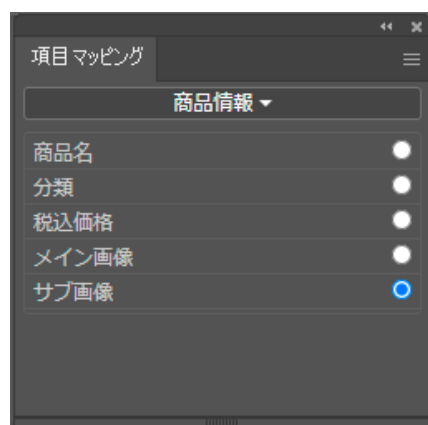 項目マッピング
商品情報
商品名
分類
税込価格
メイン画像
サブ画像